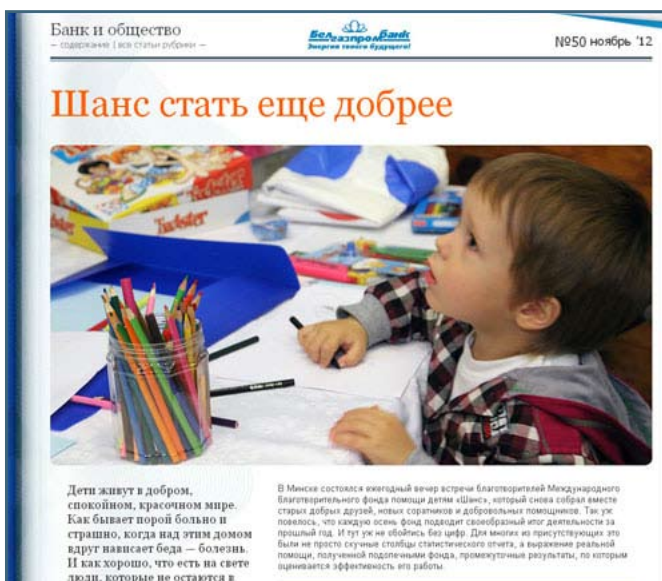 Банк и общество
— содержание | все статьи рубрики —
БелгазпромБанк
Энергия твоего будущего!
№50 ноябрь '12
Шанс стать еще добрее
Twister
Twister
Дети живут в добром,
спокойном, красочном мире.
Как бывает порой больно и
страшно, когда над этим домом
вдруг нависает беда — болезнь.
И как хорошо, что есть на свете
люди, которые не остаются в
В Минске состоялся ежегодный вечер встречи благотворителей Международного
благотворительного фонда помощи детям «Шанс», который снова собрал вместе
старых добрых друзей, новых соратников и добровольных помощников. Так уж
повелось, что каждую осень фонд подводит своеобразный итог деятельности за
прошлый год. И тут уж не обойтись без цифр. Для многих из присутствующих это
были не просто скучные столбцы статистического отчета, а выражение реальной
помощи, полученной подопечными фонда, промежуточные результаты, по которым
оценивается эффективность его работы.